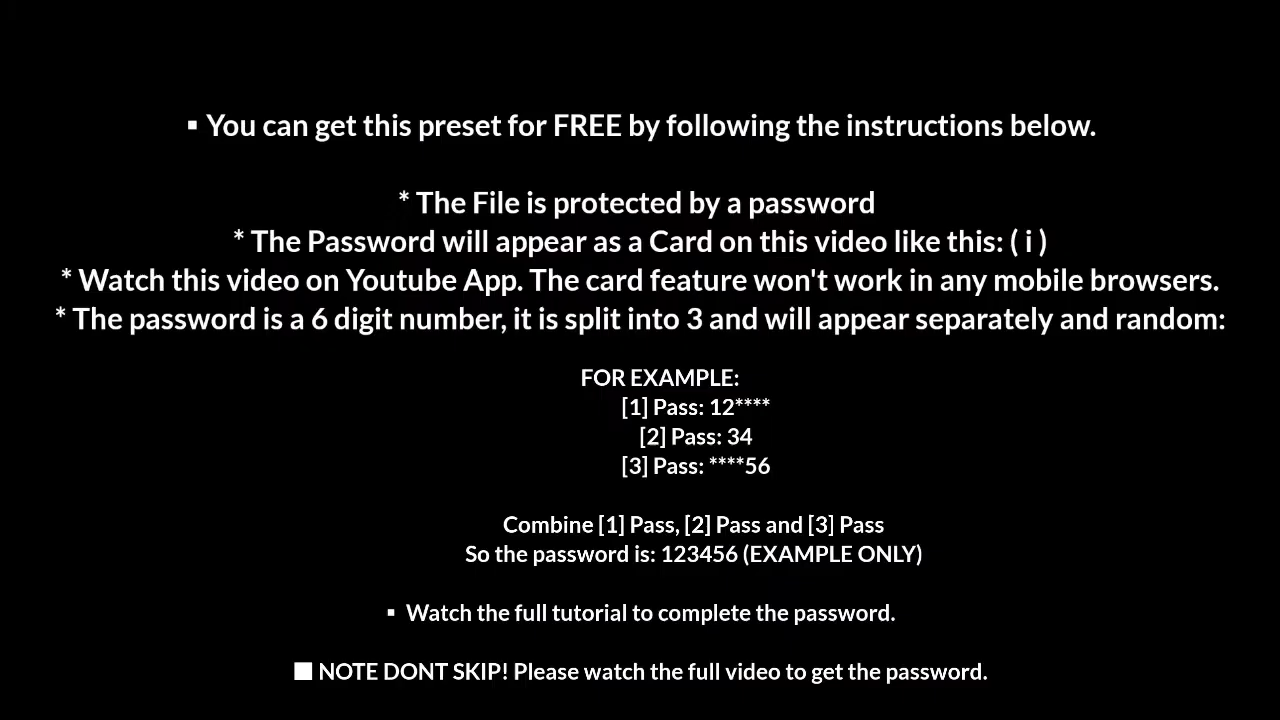 ▪ You can get this preset for FREE by following the instructions below.
* The File is protected by a password
* The Password will appear as a Card on this video like this: ( i )
* Watch this video on Youtube App. The card feature won't work in any mobile browsers.
* The password is a 6 digit number, it is split into 3 and will appear separately and random:
FOR EXAMPLE:
[1] Pass: 12****
[2] Pass: 34
[3] Pass: ****56
Combine [1] Pass, [2] Pass and [3] Pass
So the password is: 123456 (EXAMPLE ONLY)
▪ Watch the full tutorial to complete the password.
■ NOTE DONT SKIP! Please watch the full video to get the password.